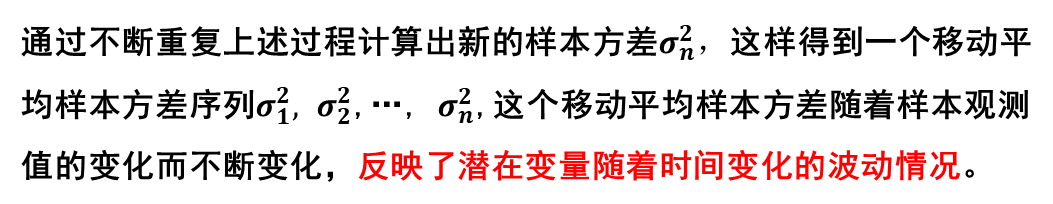 通过不断重复上述过程计算出新的样本方差σₙ²，这样得到一个移动平
均样本方差序列σ₁², σ₂², ⋯, σₙ², 这个移动平均样本方差随着样本观测
值的变化而不断变化，反映了潜在变量随着时间变化的波动情况。